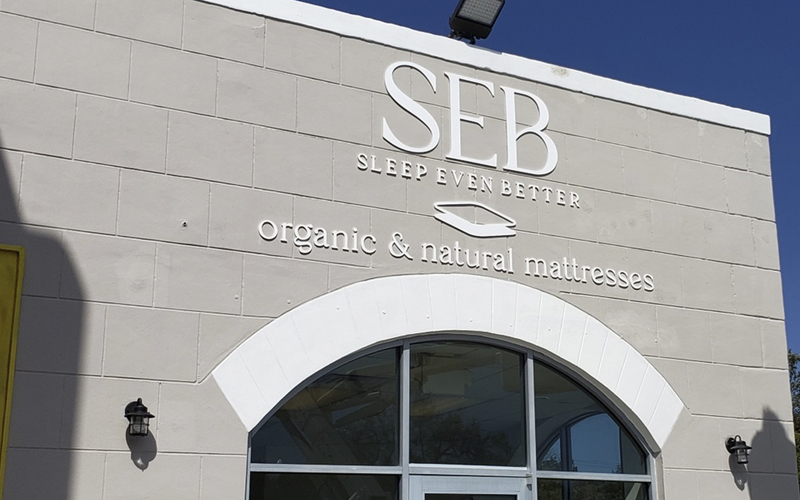 SEB
SLEEP EVEN BETTER
organic & natural mattresses